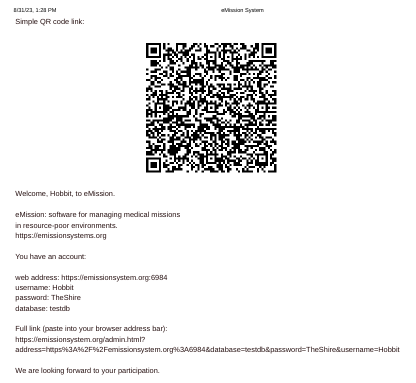 8/31/23, 1:28 PM eMission System
Simple QR code link:
Welcome, Hobbit, to eMission.
eMission: software for managing medical missions
in resource-poor environments.
https://emissionsystems.org
You have an account:
web address: https://emissionsystem.org:6984
username: Hobbit
password: TheShire
database: testdb
Full link (paste into your browser address bar):
https://emissionsystem.org/admin.html?
address=https%3A%2F%2Femissionsystem.org%3A6984&database=testdb&password=TheShire&username=Hobbit
We are looking forward to your participation.